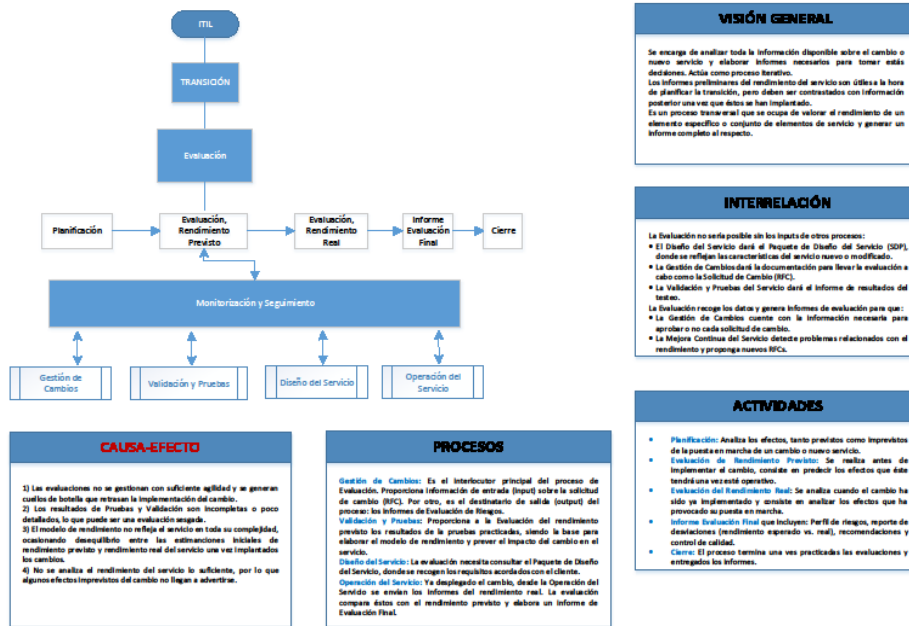 ITIL
TRANSICIÓN
Evaluación
Planificación
Evaluación,
Rendimiento
Previsto
Evaluación,
Rendimiento
Real
Informe
Evaluación
Final
Cierre
Monitorización y Seguimiento
Gestión de
Cambios
Validación y Pruebas
Diseño del Servicio
Operación del
Servicio
VISIÓN GENERAL
Se encarga de analizar toda la información disponible sobre el cambio o
nuevo servicio y elaborar informes necesarios para tomar estás
decisiones. Actúa como proceso iterativo.
Los informes preliminares del rendimiento del servicio son útiles a la hora
de planificar la transición, pero deben ser contrastados con información
posterior una vez que éstos se han implantado.
Es un proceso transversal que se ocupa de valorar el rendimiento de un
elemento específico o conjunto de elementos de servicio y generar un
informe completo al respecto.
INTERRELACIÓN
La Evaluación no sería posible sin los inputs de otros procesos:
• El Diseño del Servicio dará el Paquete de Diseño del Servicio (SDP),
donde se reflejan las características del servicio nuevo o modificado.
• La Gestión de Cambios dará la documentación para llevar la evaluación a
cabo como la Solicitud de Cambio (RFC).
• La Validación y Pruebas del Servicio dará el informe de resultados del
testeo.
La Evaluación recoge los datos y genera informes de evaluación para que:
• La Gestión de Cambios cuente con la información necesaria para
aprobar o no cada solicitud de cambio.
• La Mejora Continua del Servicio detecte problemas relacionados con el
rendimiento y proponga nuevos RFCs.
ACTIVIDADES
• Planificación: Analiza los efectos, tanto previstos como imprevistos
de la puesta en marcha de un cambio o nuevo servicio.
• Evaluación de Rendimiento Previsto: Se realiza antes de
implementar el cambio, consiste en predecir los efectos que éste
tendrá una vez esté operativo.
• Evaluación del Rendimiento Real: Se analiza cuando el cambio ha
sido ya implementado y consiste en analizar los efectos que ha
provocado su puesta en marcha.
• Informe Evaluación Final que incluyen: Perfil de riesgos, reporte de
desviaciones (rendimiento esperado vs. real), recomendaciones y
control de calidad.
• Cierre: El proceso termina una vez practicadas las evaluaciones y
entregados los informes.
CAUSA-EFECTO
1) Las evaluaciones no se gestionan con suficiente agilidad y se generan
cuellos de botella que retrasan la implementación del cambio.
2) Los resultados de Pruebas y Validación son incompletas o poco
detallados, lo que puede ser una evaluación sesgada.
3) El modelo de rendimiento no refleja el servicio en toda su complejidad,
ocasionando desequilibrio entre las estimaciones iniciales de
rendimiento previsto y rendimiento real del servicio una vez implantados
los cambios.
4) No se analiza el rendimiento del servicio lo suficiente, por lo que
algunos efectos imprevistos del cambio no llegan a advertirse.
PROCESOS
Gestión de Cambios: Es el interlocutor principal del proceso de
Evaluación. Proporciona información de entrada (input) sobre la solicitud
de cambio (RFC). Por otro, es el destinatario de salida (output) del
proceso: los Informes de Evaluación de Riesgos.
Validación y Pruebas: Proporciona a la Evaluación del rendimiento
previsto los resultados de la pruebas practicadas, siendo la base para
elaborar el modelo de rendimiento y prever el impacto del cambio en el
servicio.
Diseño del Servicio: La evaluación necesita consultar el Paquete de Diseño
del Servicio, donde se recogen los requisitos acordados con el cliente.
Operación del Servicio: Ya desplegado el cambio, desde la Operación del
Servicio se envían los informes del rendimiento real. La evaluación
compara éstos con el rendimiento previsto y elabora un Informe de
Evaluación Final.